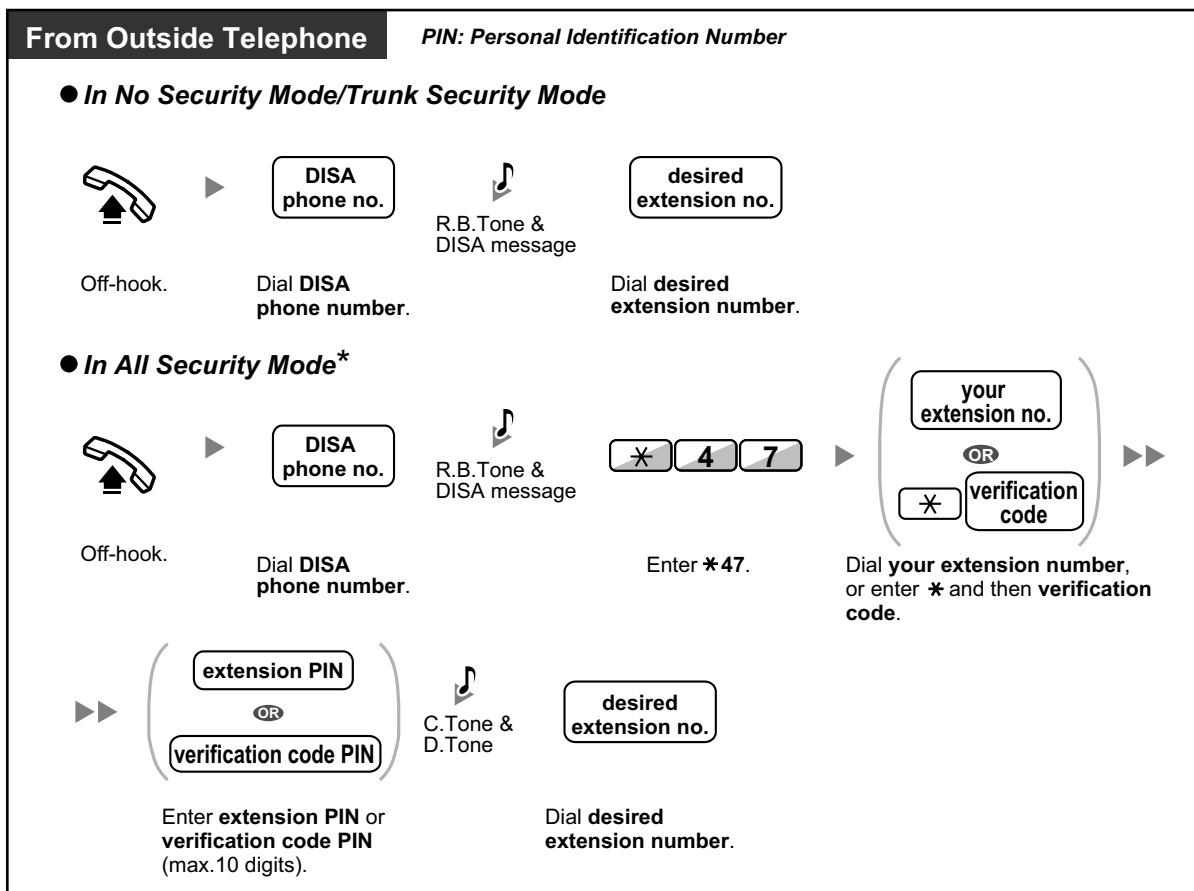 From Outside Telephone
PIN: Personal Identification Number
● In No Security Mode/Trunk Security Mode
DISA
phone no.
R.B.Tone &
DISA message
desired
extension no.
Off-hook.
Dial DISA
phone number.
Dial desired
extension number.
● In All Security Mode*
DISA
phone no.
R.B.Tone &
DISA message
* 4 7
your
extension no.
OR
* verification
code
Off-hook.
Dial DISA
phone number.
Enter *47.
Dial your extension number,
or enter * and then verification
code.
extension PIN
OR
verification code PIN
C.Tone &
D.Tone
desired
extension no.
Enter extension PIN or
verification code PIN
(max.10 digits).
Dial desired
extension number.